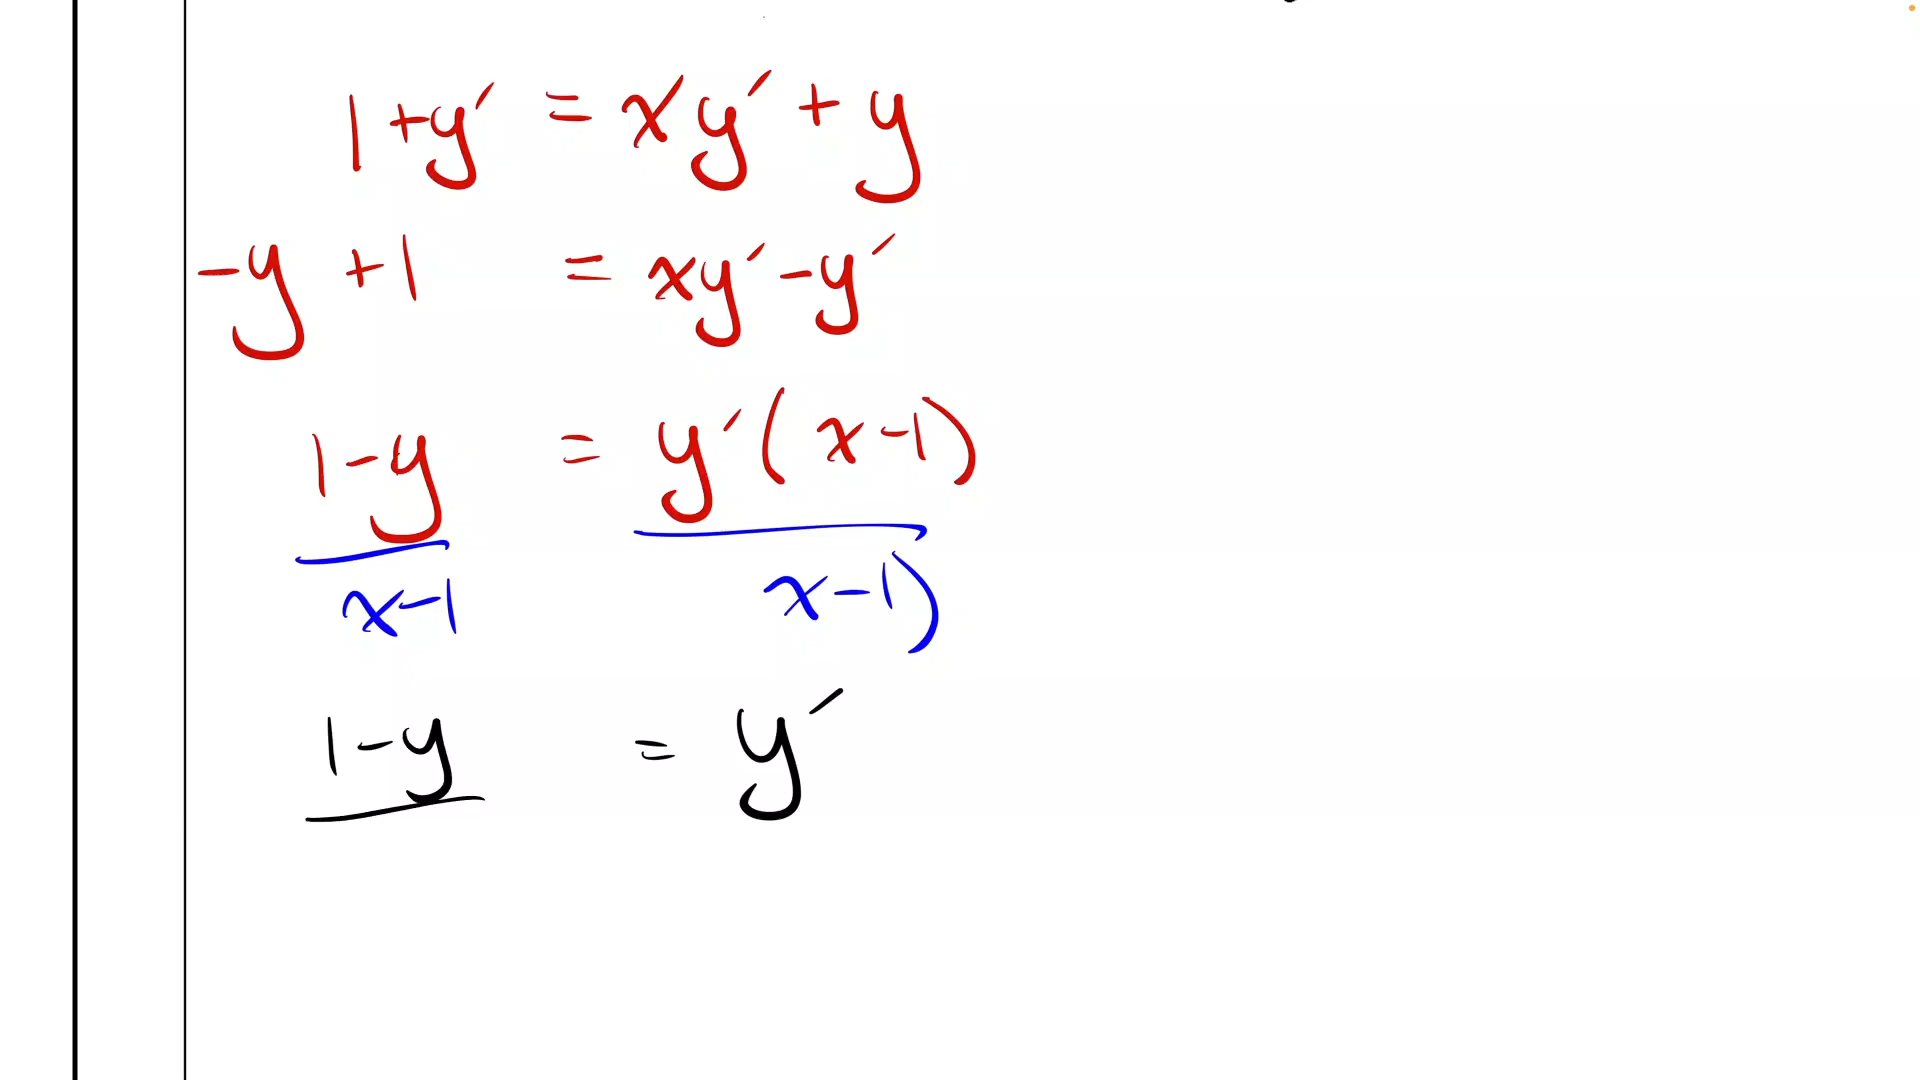 1+y′ = xy′+y
-y +1 = xy′-y′
1-y = y′(x-1)
x-1 x-1)
1-y = y′